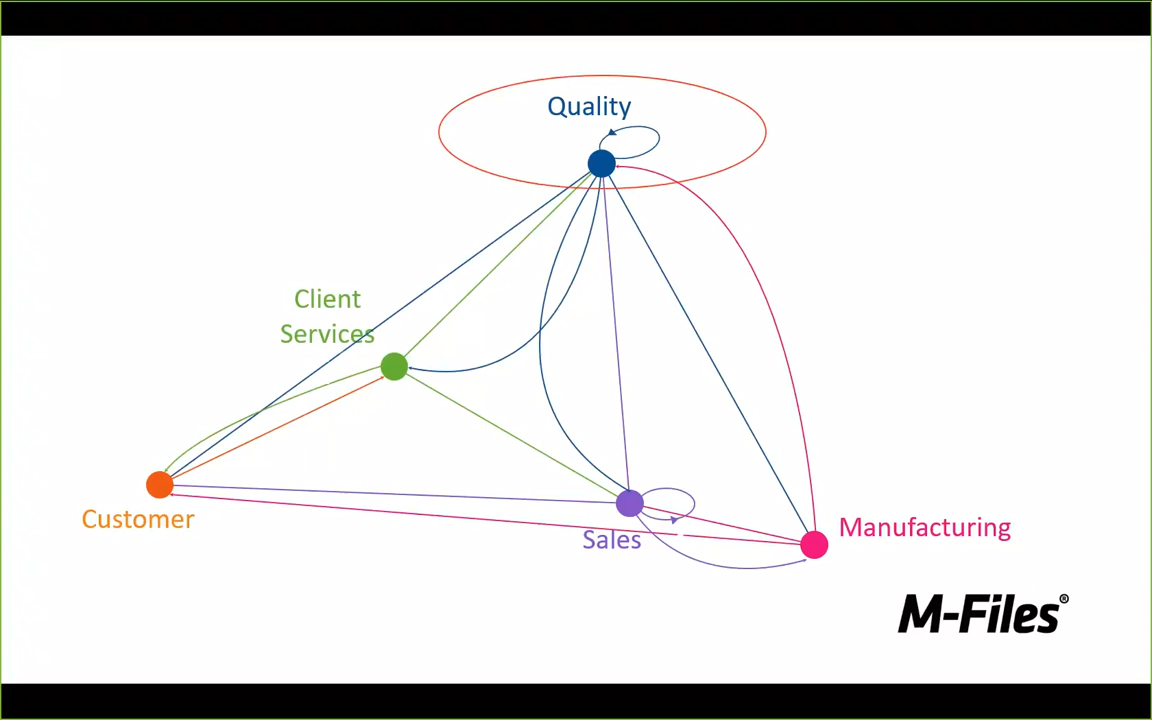 Quality
Client
Services
Customer
Sales
Manufacturing
M-Files®